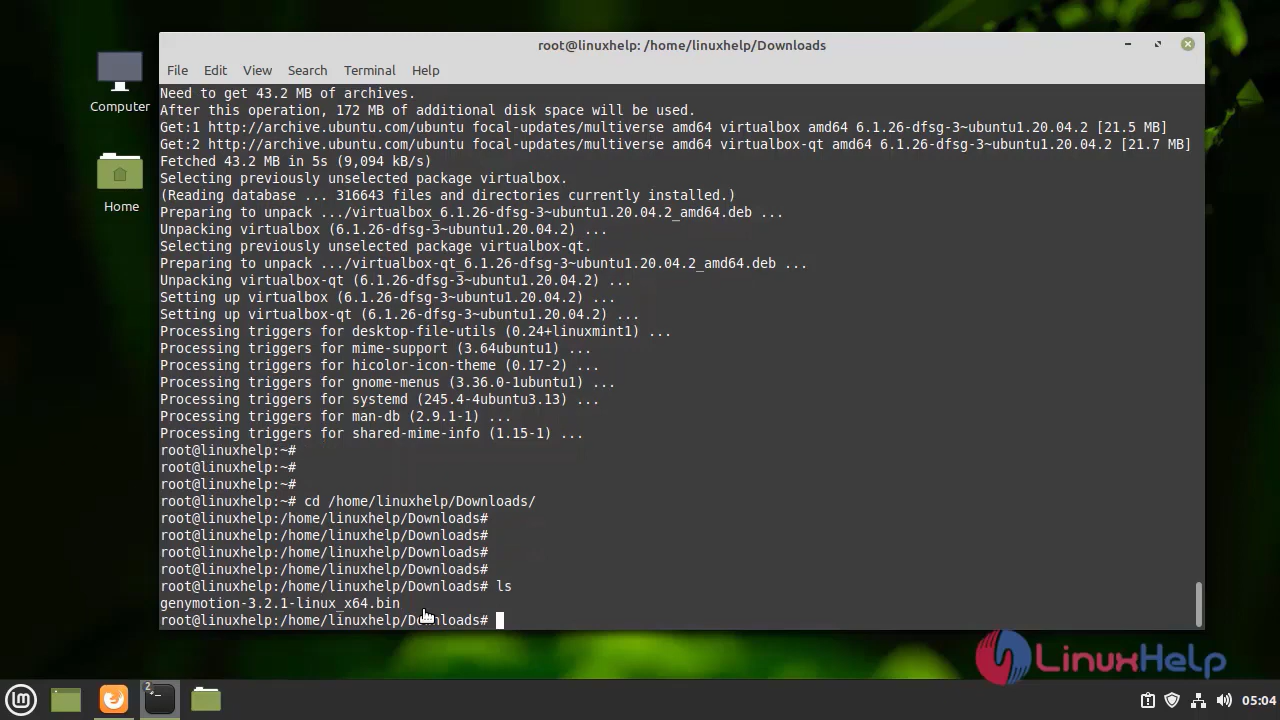 root@linuxhelp: /home/linuxhelp/Downloads
File Edit View Search Terminal Help
Computer
Home
Need to get 43.2 MB of archives.
After this operation, 172 MB of additional disk space will be used.
Get:1 http://archive.ubuntu.com/ubuntu focal-updates/multiverse amd64 virtualbox amd64 6.1.26-dfsg-3~ubuntu1.20.04.2 [21.5 MB]
Get:2 http://archive.ubuntu.com/ubuntu focal-updates/multiverse amd64 virtualbox-qt amd64 6.1.26-dfsg-3~ubuntu1.20.04.2 [21.7 MB]
Fetched 43.2 MB in 5s (9,094 kB/s)
Selecting previously unselected package virtualbox.
(Reading database ... 316643 files and directories currently installed.)
Preparing to unpack .../virtualbox_6.1.26-dfsg-3~ubuntu1.20.04.2_amd64.deb ...
Unpacking virtualbox (6.1.26-dfsg-3~ubuntu1.20.04.2) ...
Selecting previously unselected package virtualbox-qt.
Preparing to unpack .../virtualbox-qt_6.1.26-dfsg-3~ubuntu1.20.04.2_amd64.deb ...
Unpacking virtualbox-qt (6.1.26-dfsg-3~ubuntu1.20.04.2) ...
Setting up virtualbox (6.1.26-dfsg-3~ubuntu1.20.04.2) ...
Setting up virtualbox-qt (6.1.26-dfsg-3~ubuntu1.20.04.2) ...
Processing triggers for desktop-file-utils (0.24+linuxmint1) ...
Processing triggers for mime-support (3.64ubuntu1) ...
Processing triggers for hicolor-icon-theme (0.17-2) ...
Processing triggers for gnome-menus (3.36.0-1ubuntu1) ...
Processing triggers for systemd (245.4-4ubuntu3.13) ...
Processing triggers for man-db (2.9.1-1) ...
Processing triggers for shared-mime-info (1.15-1) ...
root@linuxhelp:~#
root@linuxhelp:~#
root@linuxhelp:~#
root@linuxhelp:~# cd /home/linuxhelp/Downloads/
root@linuxhelp:/home/linuxhelp/Downloads#
root@linuxhelp:/home/linuxhelp/Downloads#
root@linuxhelp:/home/linuxhelp/Downloads#
root@linuxhelp:/home/linuxhelp/Downloads#
root@linuxhelp:/home/linuxhelp/Downloads# ls
genymotion-3.2.1-linux_x64.bin
root@linuxhelp:/home/linuxhelp/Downloads#
LinuxHelp
2
05:04